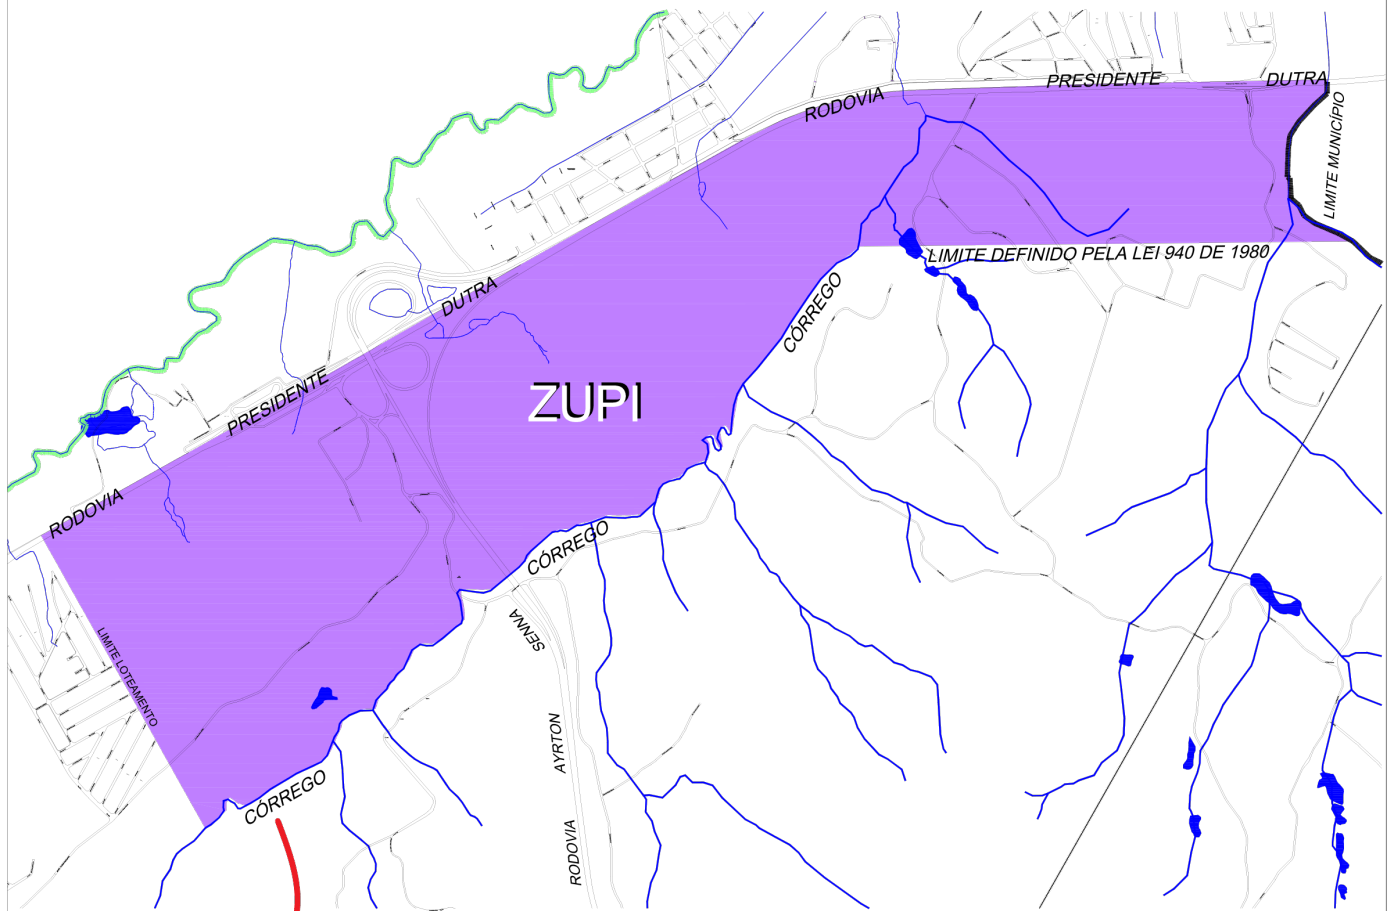 PRESIDENTE
DUTRA
RODOVIA
LIMITE MUNICÍPIO
LIMITE DEFINIDO PELA LEI 940 DE 1980
DUTRA
CÓRREGO
PRESIDENTE
ZUPI
RODOVIA
CÓRREGO
SENNA
LIMITE LOTEAMENTO
AYRTON
CÓRREGO
RODOVIA